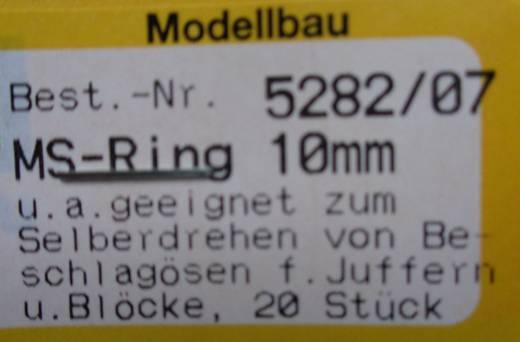 Modellbau
Best.-Nr. 5282/07
MS-Ring 10mm
u.a.geeignet zum
Selberdrehen von Be-
schlagösen f.Juffern
u.Blöcke, 20 Stück